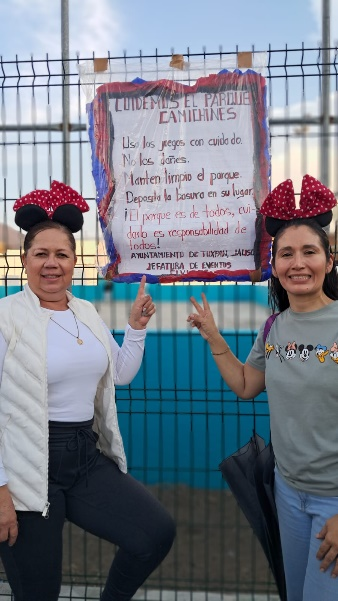 CUIDEMOS EL PARQUE
CAMICHINES
Usa los juegos con cuidado.
No los dañes.
Manten limpio el parque.
Deposita la basura en su lugar.
¡El parque es de todos, cui-
darlo es responsabilidad de
todos!
AYUNTAMIENTO DE TUXPAN, JALISCO
JEFATURA DE EVENTOS